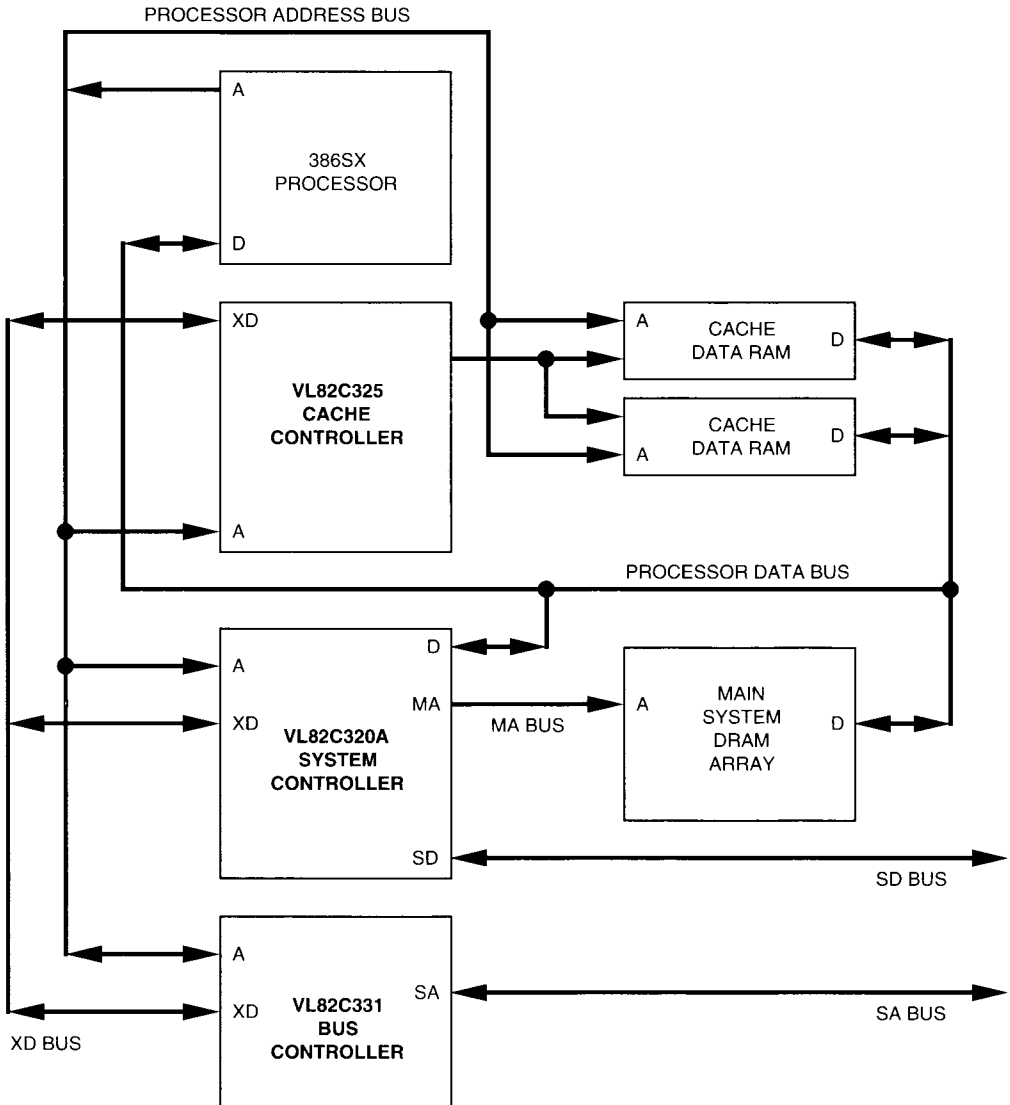 PROCESSOR ADDRESS BUS
A
386SX
PROCESSOR
D
XD
VL82C325
CACHE
CONTROLLER
A
A
CACHE
DATA RAM
D
CACHE
DATA RAM
A
D
PROCESSOR DATA BUS
A
XD
VL82C320A
SYSTEM
CONTROLLER
D
MA
SD
MA BUS
A
MAIN
SYSTEM
DRAM
ARRAY
D
SD BUS
A
XD
VL82C331
BUS
CONTROLLER
SA
SA BUS
XD BUS